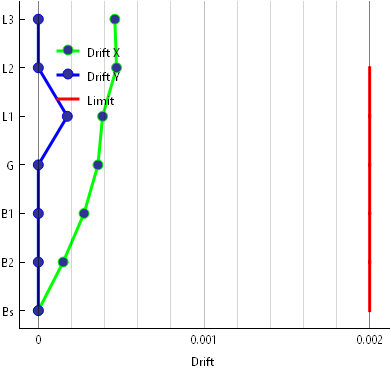 L3
Drift X
L2
Drift Y
Limit
L1
G
B1
B2
Bs
0
0.001
0.002
Drift